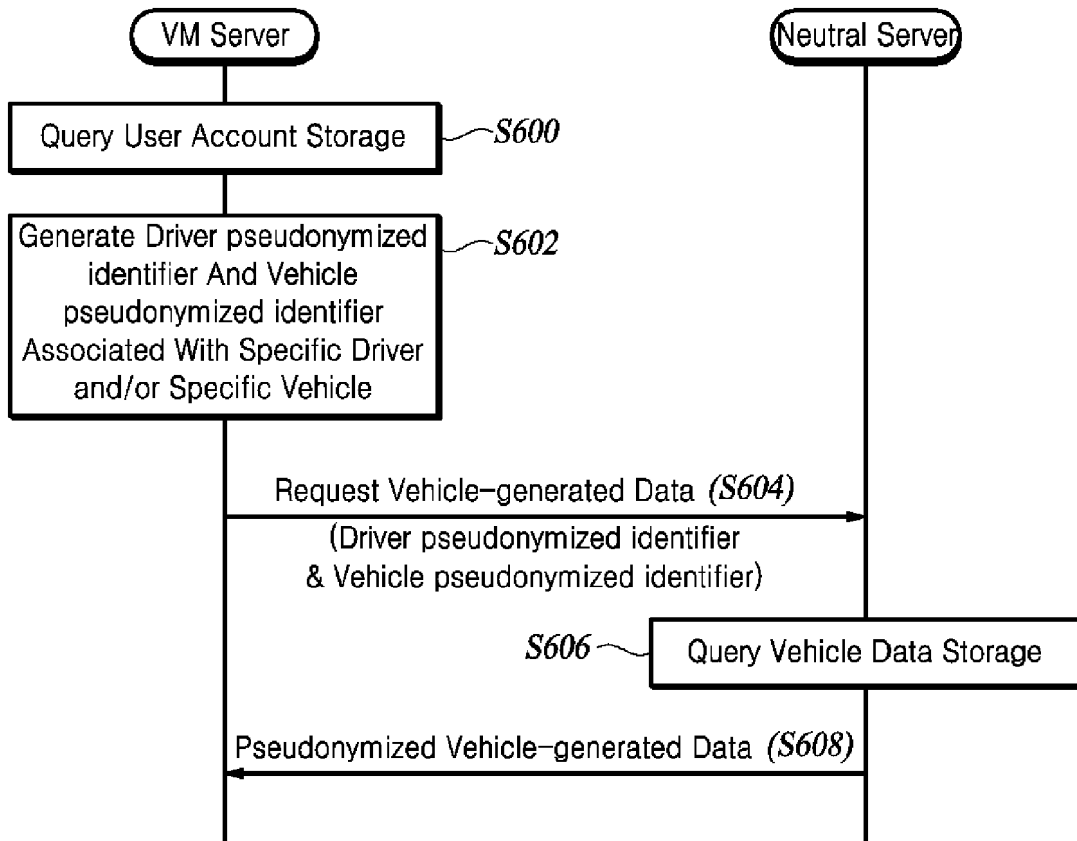 VM Server
Neutral Server
Query User Account Storage
S600
Generate Driver pseudonymized
identifier And Vehicle
pseudonymized identifier
Associated With Specific Driver
and/or Specific Vehicle
S602
Request Vehicle-generated Data (S604)
(Driver pseudonymized identifier
& Vehicle pseudonymized identifier)
S606
Query Vehicle Data Storage
Pseudonymized Vehicle-generated Data (S608)